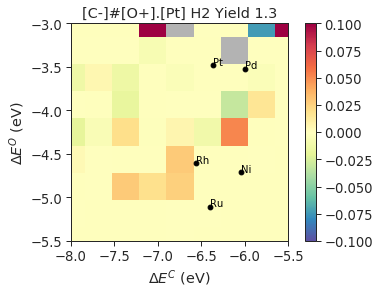 [C-]#[O+].[Pt] H2 Yield 1.3
−3.0
−3.5
−4.0
−4.5
−5.0
−5.5
ΔE^O (eV)
Pt
Pd
Rh
Ni
Ru
−8.0 −7.5 −7.0 −6.5 −6.0 −5.5
ΔE^C (eV)
0.100
0.075
0.050
0.025
0.000
−0.025
−0.050
−0.075
−0.100